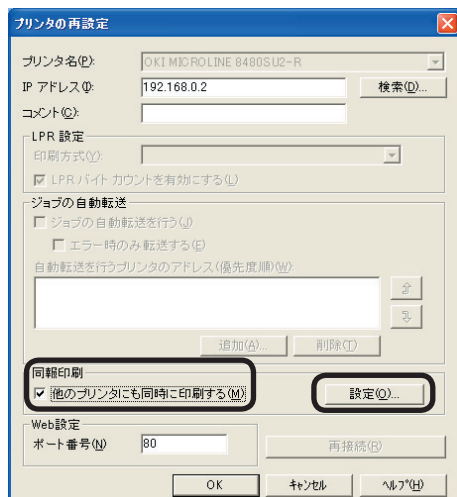 プリンタの再設定
プリンタ名(P): OKI MICROLINE 8480SU2-R
IP アドレス(I): 192.168.0.2 検索(D)...
コメント(C):
LPR 設定
印刷方式(Y):
LPR バイト カウントを有効にする(L)
ジョブの自動転送
ジョブの自動転送を行う(J)
エラー時のみ転送する(E)
自動転送を行うプリンタのアドレス(優先度順)(W):
追加(A)... 削除(T)
同報印刷
他のプリンタにも同時に印刷する(M) 設定(O)...
Web設定
ポート番号(N) 80 再接続(R)
OK キャンセル ヘルプ(H)